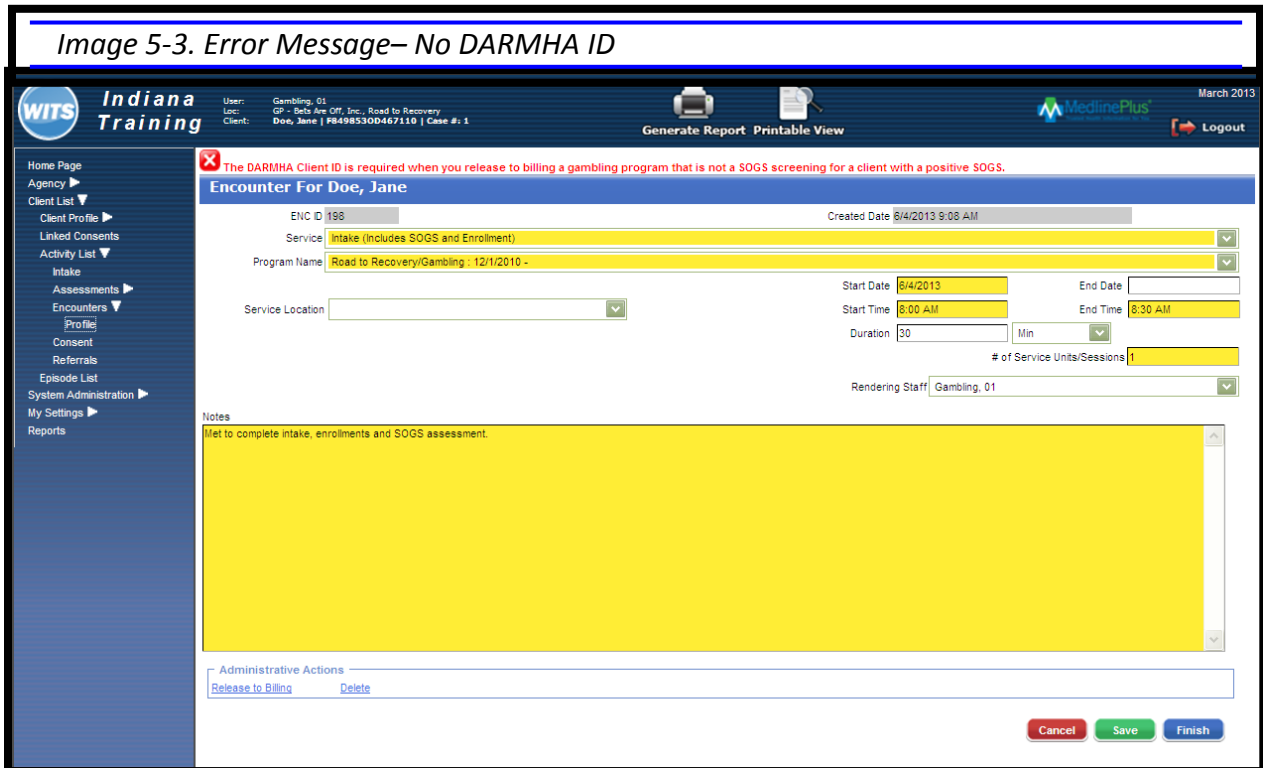 Image 5-3. Error Message– No DARMHA ID
WITS
Indiana Training
User: Gambling, 01
Loc: GP - Bets Are Off, Inc., Road to Recovery
Client: Doe, Jane | F849853OD467110 | Case #: 1
Generate Report Printable View
MedlinePlus
March 2013
Logout
Home Page
Agency
Client List
Client Profile
Linked Consents
Activity List
Intake
Assessments
Encounters
Profile
Consent
Referrals
Episode List
System Administration
My Settings
Reports
The DARMHA Client ID is required when you release to billing a gambling program that is not a SOGS screening for a client with a positive SOGS.
Encounter For Doe, Jane
ENC ID 198 Created Date 6/4/2013 9:08 AM
Service Intake (Includes SOGS and Enrollment)
Program Name Road to Recovery/Gambling : 12/1/2010 -
Start Date 6/4/2013 End Date
Service Location Start Time 8:00 AM End Time 8:30 AM
Duration 30 Min
# of Service Units/Sessions 1
Rendering Staff Gambling, 01
Notes
Met to complete intake, enrollments and SOGS assessment.
Administrative Actions
Release to Billing Delete
Cancel Save Finish